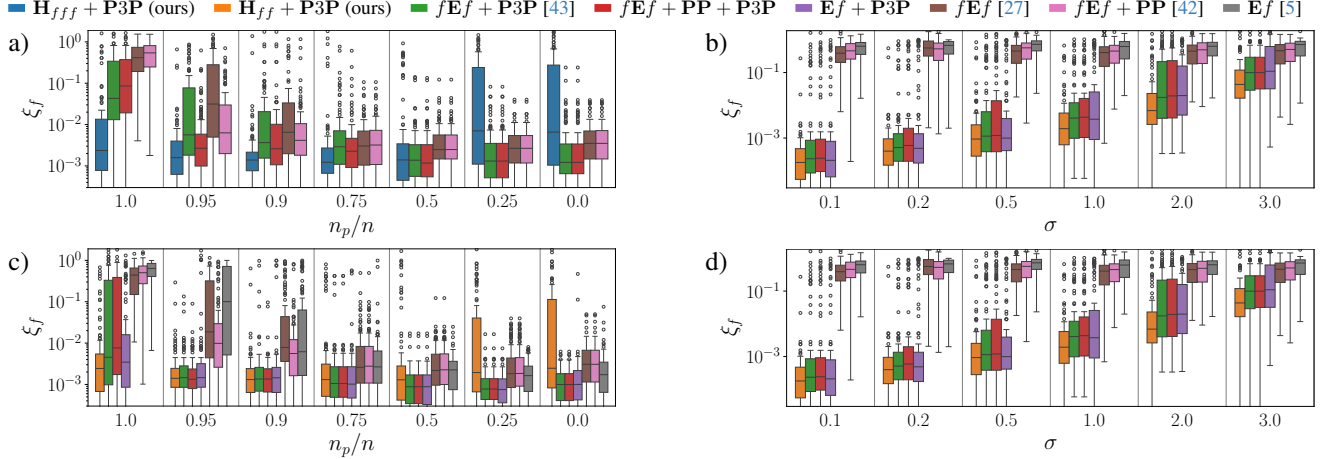 H_fff + P3P (ours) H_ff + P3P (ours) fEf + P3P [43] fEf + PP + P3P Ef + P3P fEf [27] fEf + PP [42] Ef [5]
a)
ξ_f
10^0
10^−1
10^−2
10^−3
1.0 0.95 0.9 0.75 0.5 0.25 0.0
n_p/n
b)
ξ_f
10^−1
10^−3
0.1 0.2 0.5 1.0 2.0 3.0
σ
c)
ξ_f
10^0
10^−1
10^−2
10^−3
1.0 0.95 0.9 0.75 0.5 0.25 0.0
n_p/n
d)
ξ_f
10^−1
10^−3
0.1 0.2 0.5 1.0 2.0 3.0
σ